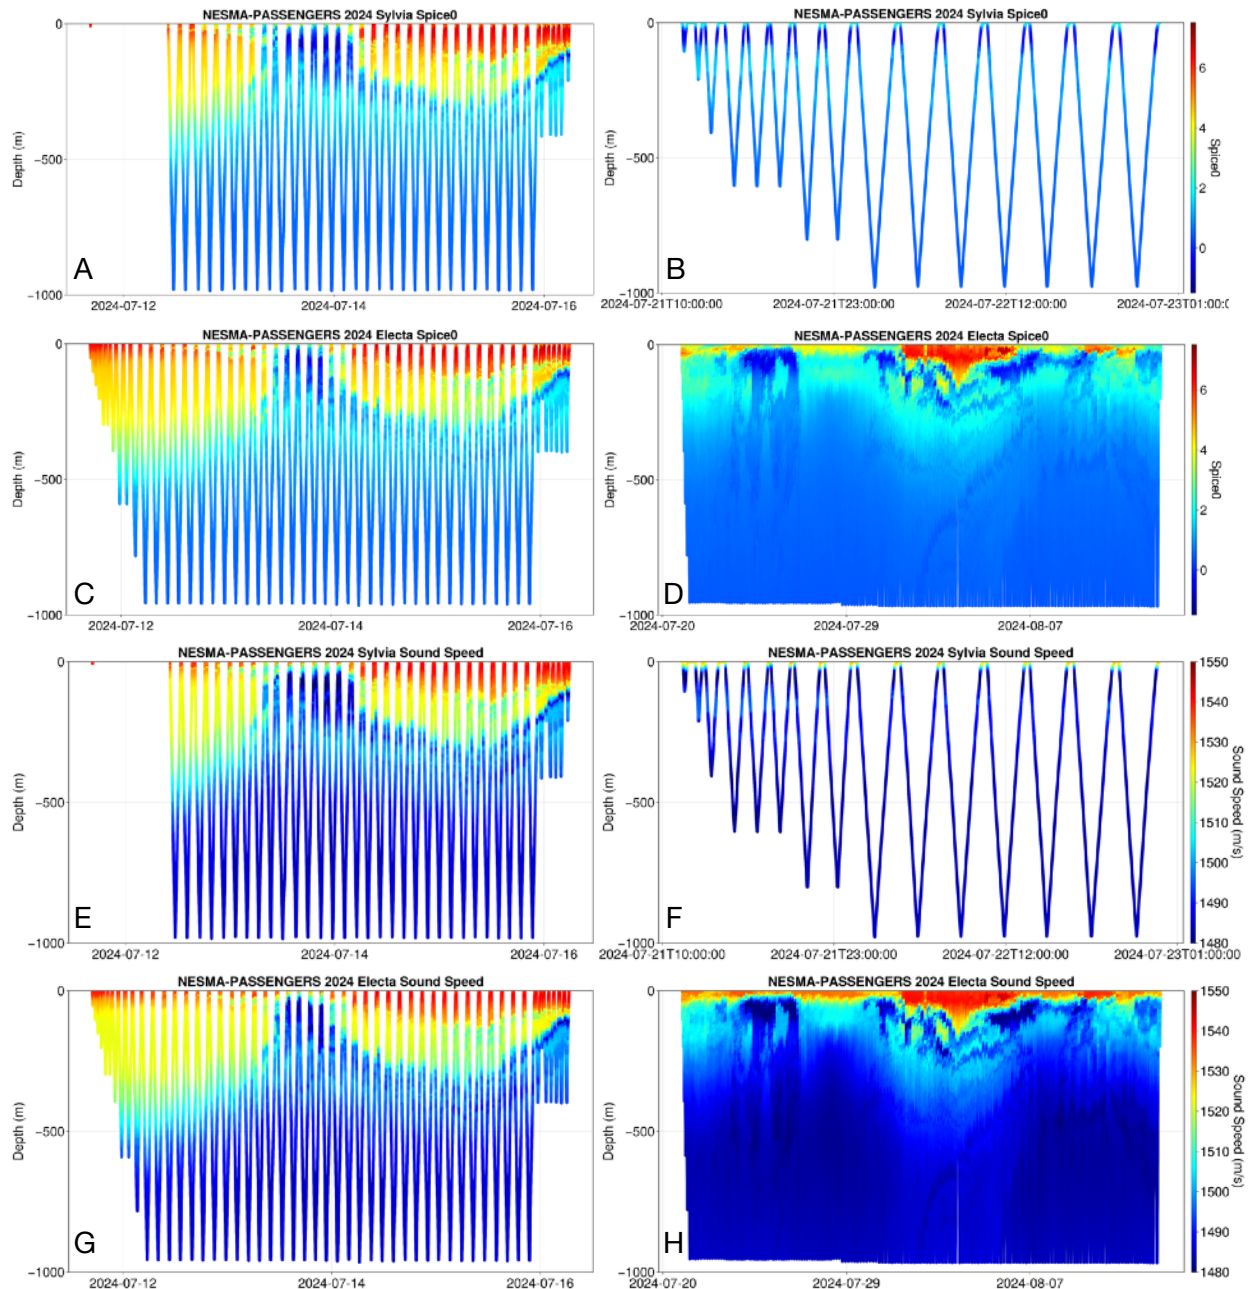 NESMA-PASSENGERS 2024 Sylvia Spice0
0
−500
−1000
Depth (m)
A
2024-07-12
2024-07-14
2024-07-16
NESMA-PASSENGERS 2024 Sylvia Spice0
0
−500
−1000
Depth (m)
B
2024-07-21T10:00:00
2024-07-21T23:00:00
2024-07-22T12:00:00
2024-07-23T01:00:
6
4
2
0
Spice0
NESMA-PASSENGERS 2024 Electa Spice0
0
−500
−1000
Depth (m)
C
2024-07-12
2024-07-14
2024-07-16
NESMA-PASSENGERS 2024 Electa Spice0
0
−500
−1000
Depth (m)
D
2024-07-20
2024-07-29
2024-08-07
6
4
2
0
Spice0
NESMA-PASSENGERS 2024 Sylvia Sound Speed
0
−500
−1000
Depth (m)
E
2024-07-12
2024-07-14
2024-07-16
NESMA-PASSENGERS 2024 Sylvia Sound Speed
0
−500
−1000
Depth (m)
F
2024-07-21T10:00:00
2024-07-21T23:00:00
2024-07-22T12:00:00
2024-07-23T01:00:00
1550
1540
1530
1520
1510
1500
1490
1480
Sound Speed (m/s)
NESMA-PASSENGERS 2024 Electa Sound Speed
0
−500
−1000
Depth (m)
G
2024-07-12
2024-07-14
2024-07-16
NESMA-PASSENGERS 2024 Electa Sound Speed
0
−500
−1000
Depth (m)
H
2024-07-20
2024-07-29
2024-08-07
1550
1540
1530
1520
1510
1500
1490
1480
Sound Speed (m/s)